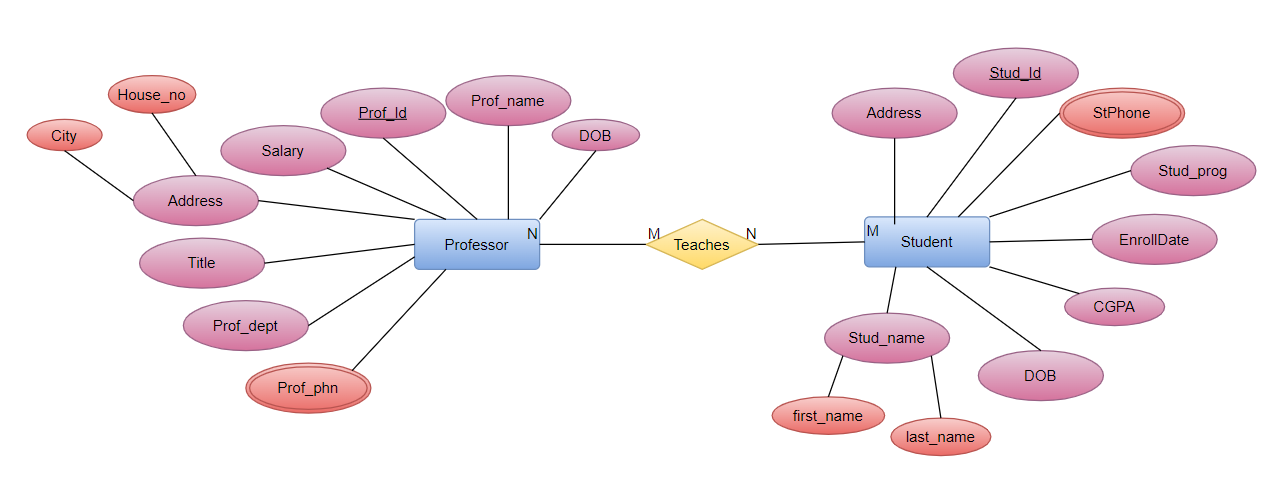 Stud_Id
House_no
Prof_Id
Prof_name
Address
StPhone
City
Salary
DOB
Stud_prog
Address
N
M
Teaches
N
M
Professor
Student
EnrollDate
Title
CGPA
Prof_dept
Stud_name
DOB
Prof_phn
first_name
last_name